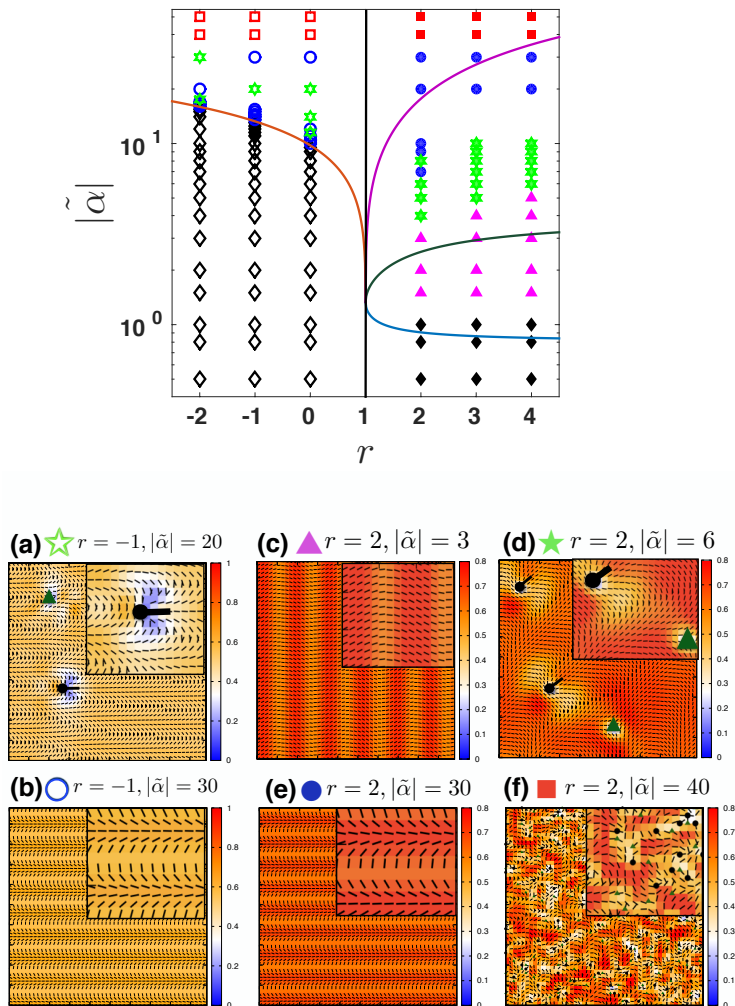 10 1
|α̃|
10 0
-2 -1 0 1 2 3 4
r
(a) r = −1, |α̃| = 20
(c) r = 2, |α̃| = 3
(d) r = 2, |α̃| = 6
1 0.8 0.6 0.4 0.2 0
0.8 0.7 0.6 0.5 0.4 0.3 0.2 0.1 0
0.8 0.7 0.6 0.5 0.4 0.3 0.2 0.1 0
(b) r = −1, |α̃| = 30
(e) r = 2, |α̃| = 30
(f) r = 2, |α̃| = 40
1 0.8 0.6 0.4 0.2 0
0.8 0.7 0.6 0.5 0.4 0.3 0.2 0.1 0
0.8 0.7 0.6 0.5 0.4 0.3 0.2 0.1 0